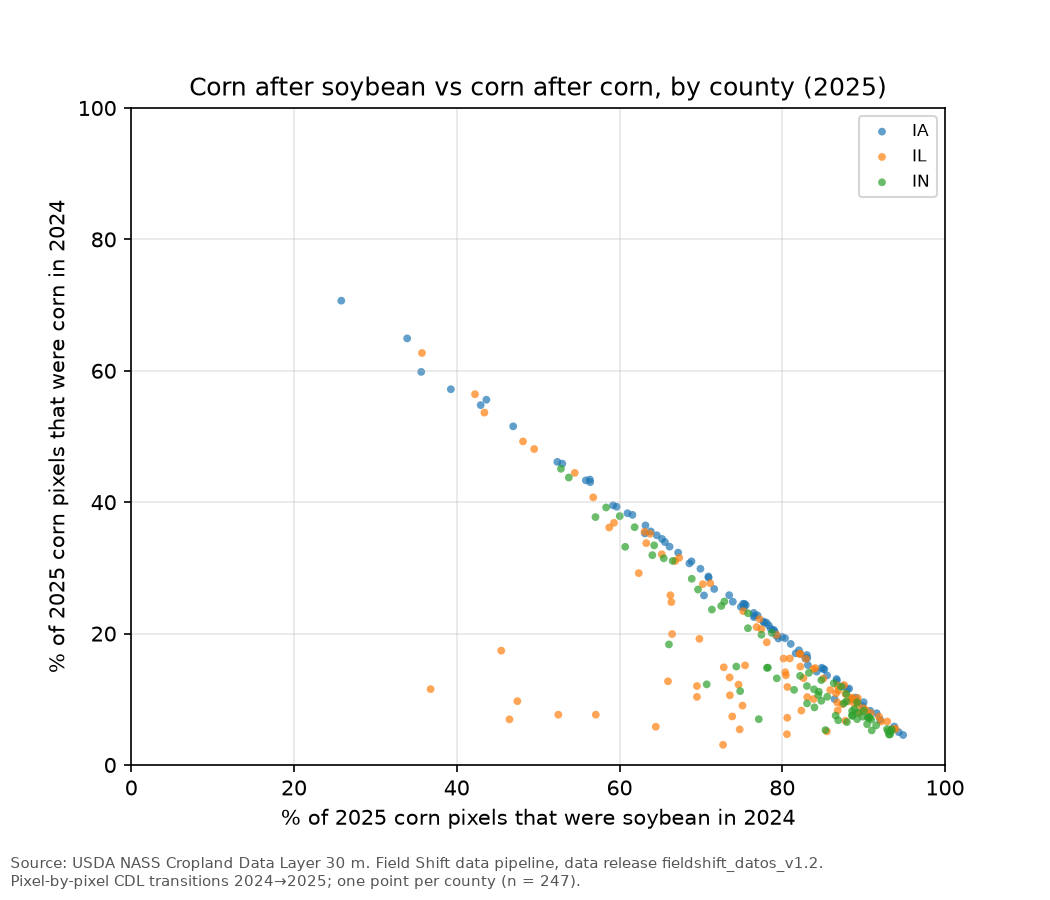 Corn after soybean vs corn after corn, by county (2025)
100
80
60
40
20
0
% of 2025 corn pixels that were corn in 2024
IA
IL
IN
0 20 40 60 80 100
% of 2025 corn pixels that were soybean in 2024
Source: USDA NASS Cropland Data Layer 30 m. Field Shift data pipeline, data release fieldshift_datos_v1.2.
Pixel-by-pixel CDL transitions 2024→2025; one point per county (n = 247).